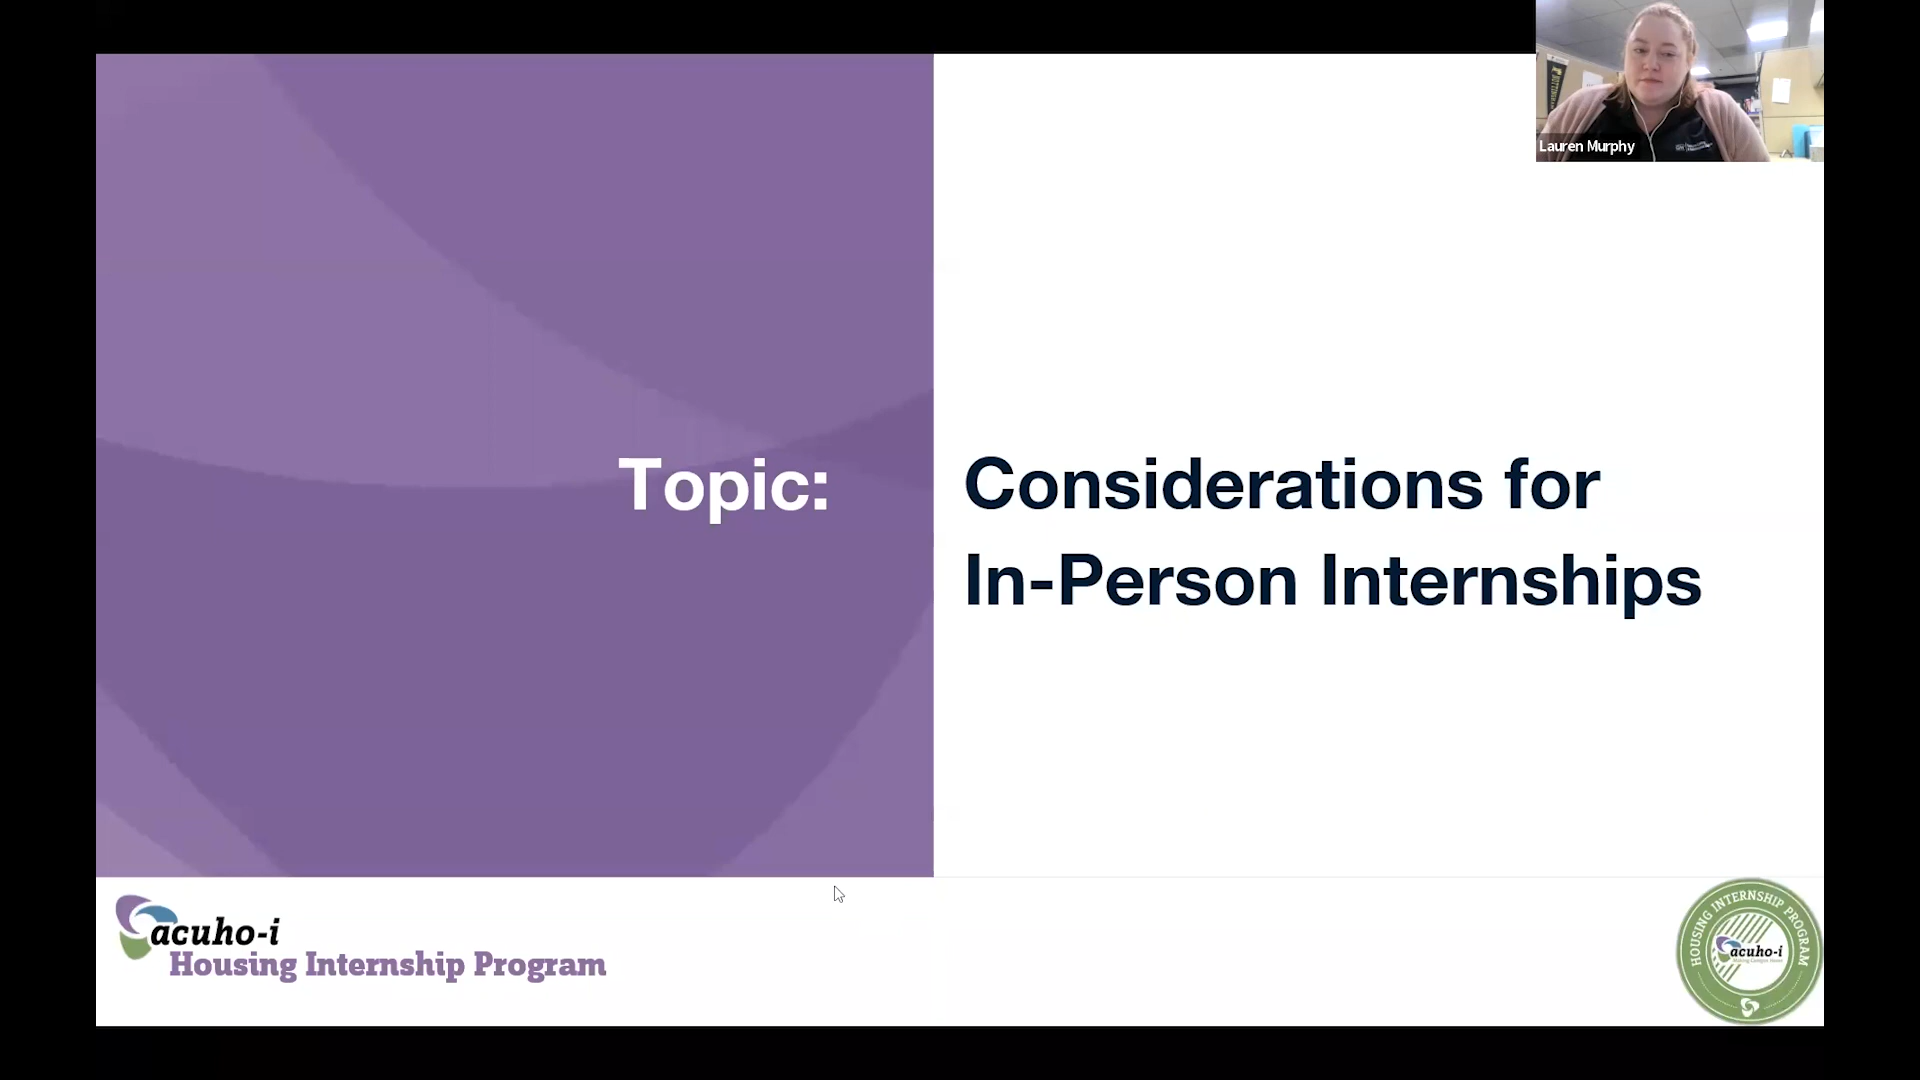 Lauren Murphy
Topic:
Considerations for
In-Person Internships
acuho-i
Housing Internship Program
HOUSING INTERNSHIP PROGRAM
acuho-i